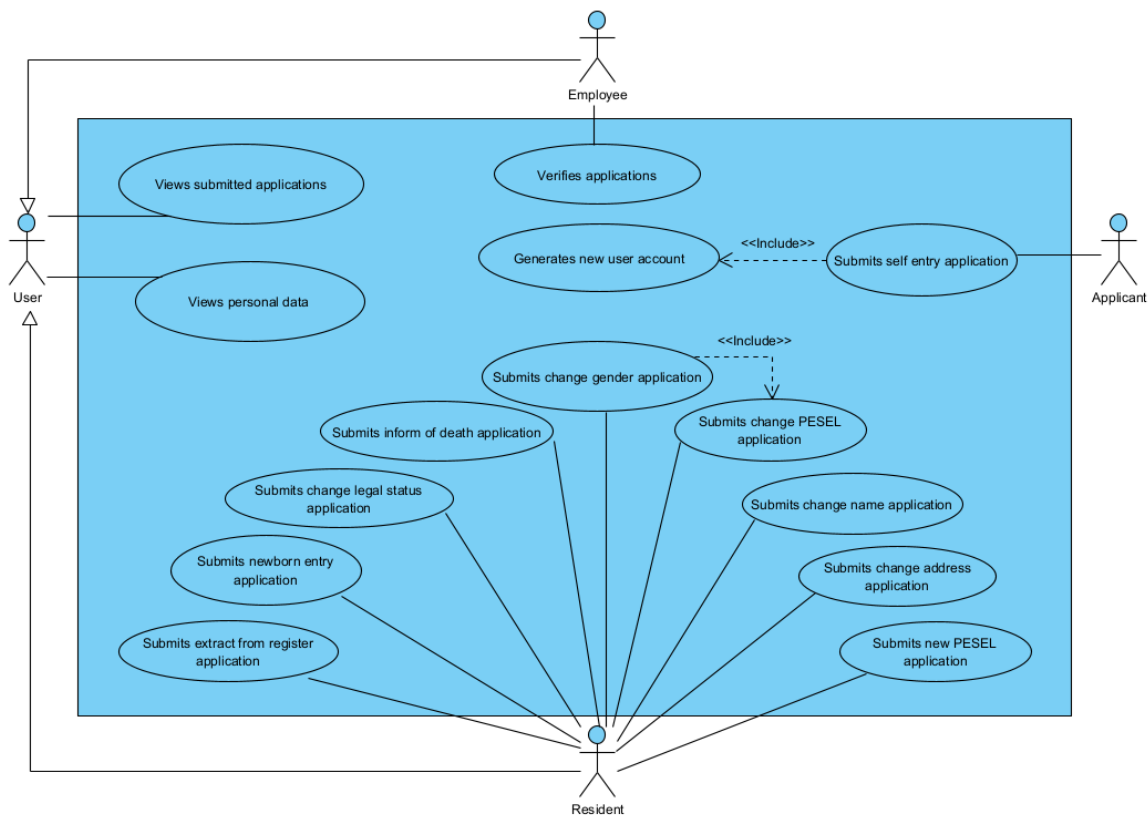 Employee
Views submitted applications
Verifies applications
<<Include>>
Generates new user account
Submits self entry application
User
Views personal data
Applicant
<<Include>>
Submits change gender application
Submits change PESEL
application
Submits inform of death application
Submits change legal status
application
Submits change name application
Submits newborn entry
application
Submits change address
application
Submits extract from register
application
Submits new PESEL
application
Resident